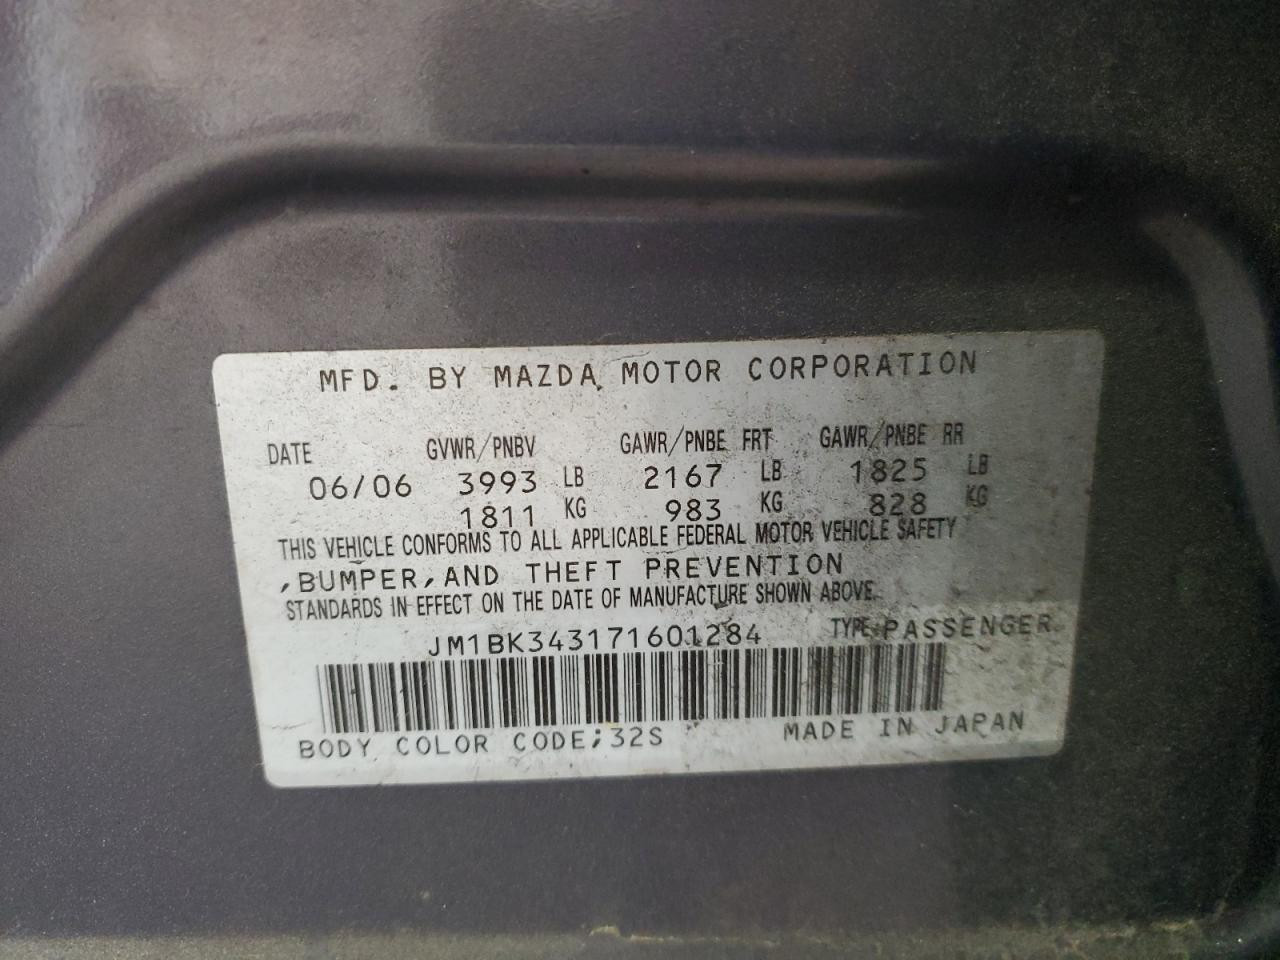 MFD. BY MAZDA MOTOR CORPORATION
DATE GVWR/PNBV GAWR/PNBE FRT GAWR/PNBE RR
06/06 3993 LB 2167 LB 1825 LB
1811 KG 983 KG 828 KG
THIS VEHICLE CONFORMS TO ALL APPLICABLE FEDERAL MOTOR VEHICLE SAFETY
,BUMPER,AND THEFT PREVENTION
STANDARDS IN EFFECT ON THE DATE OF MANUFACTURE SHOWN ABOVE.
JM1BK343171601284 TYPE:PASSENGER
BODY COLOR CODE;32S MADE IN JAPAN